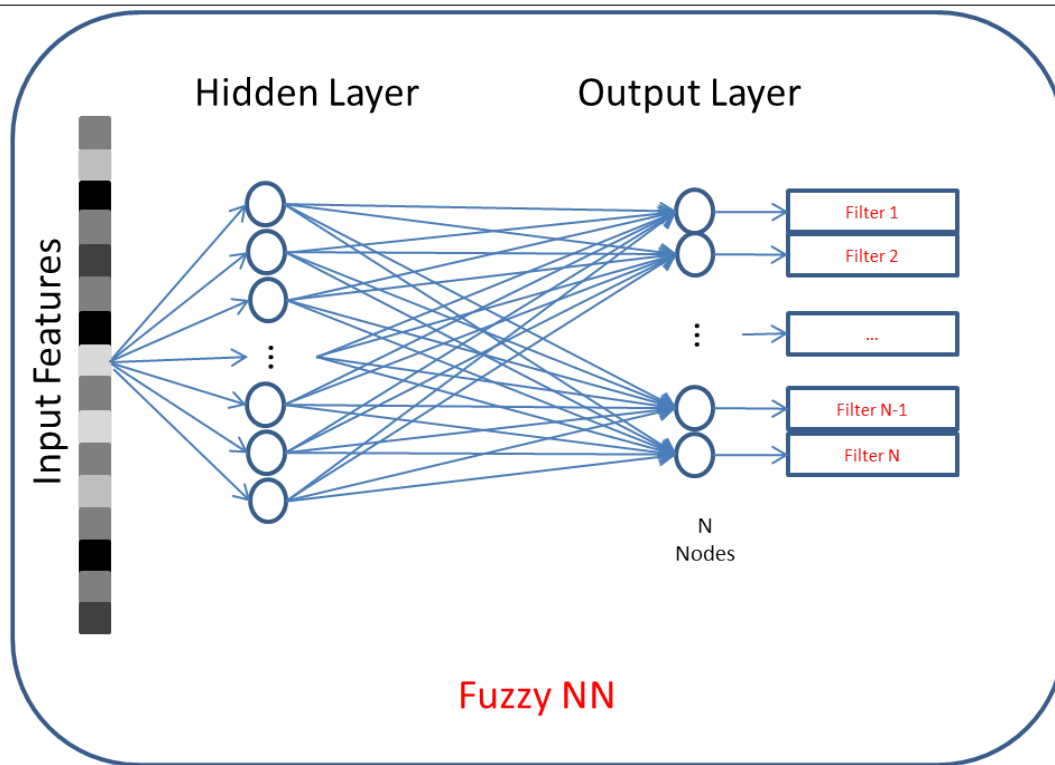 Hidden Layer
Output Layer
Input Features
Filter 1
Filter 2
...
...
...
Filter N-1
Filter N
N
Nodes
Fuzzy NN